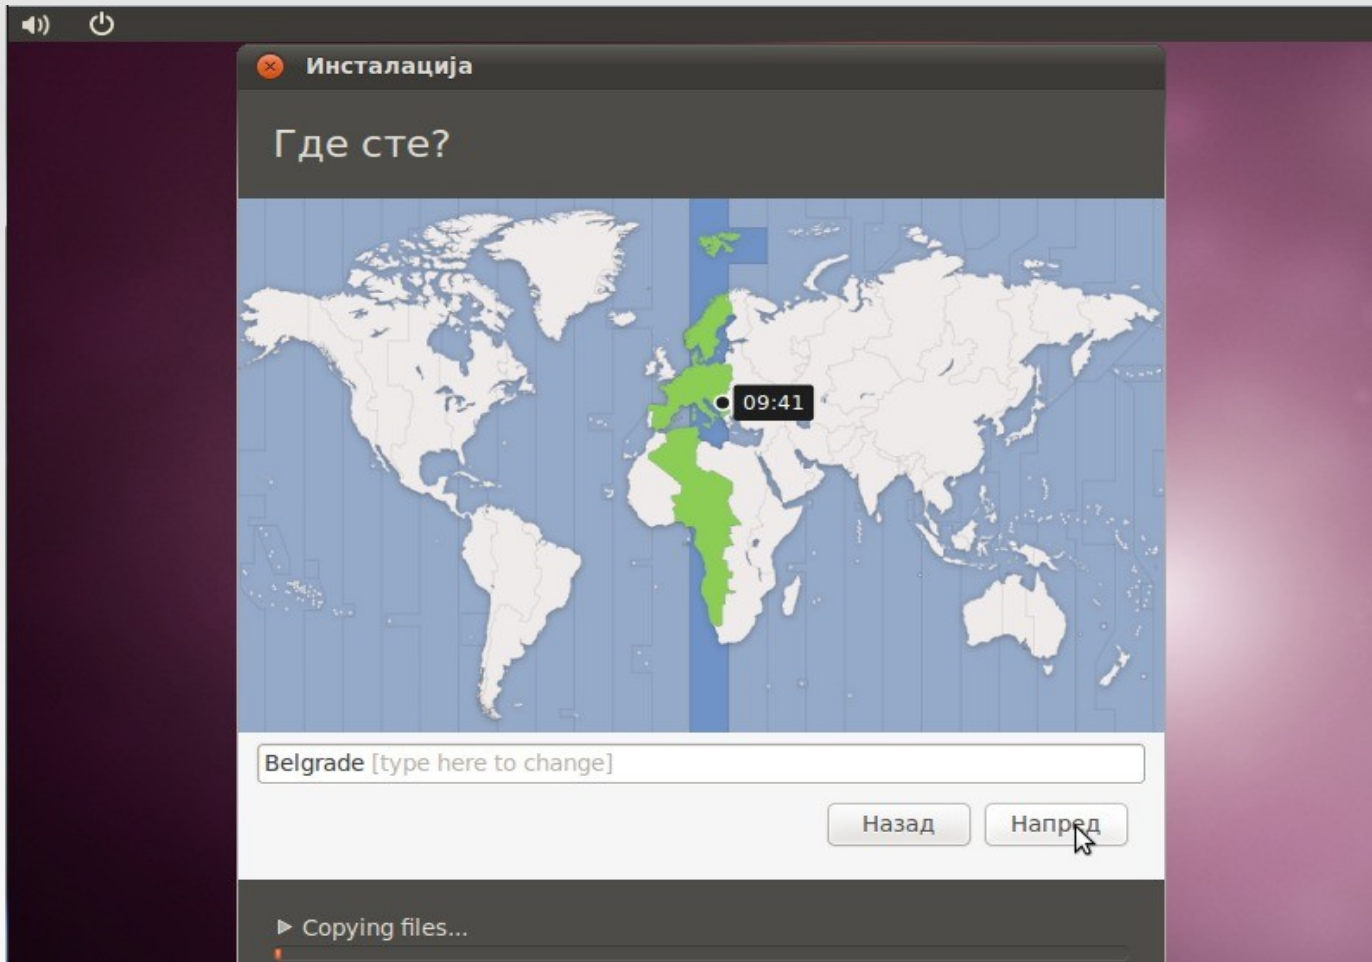 Инсталација
Где сте?
09:41
Belgrade [type here to change]
Назад Напред
Copying files...